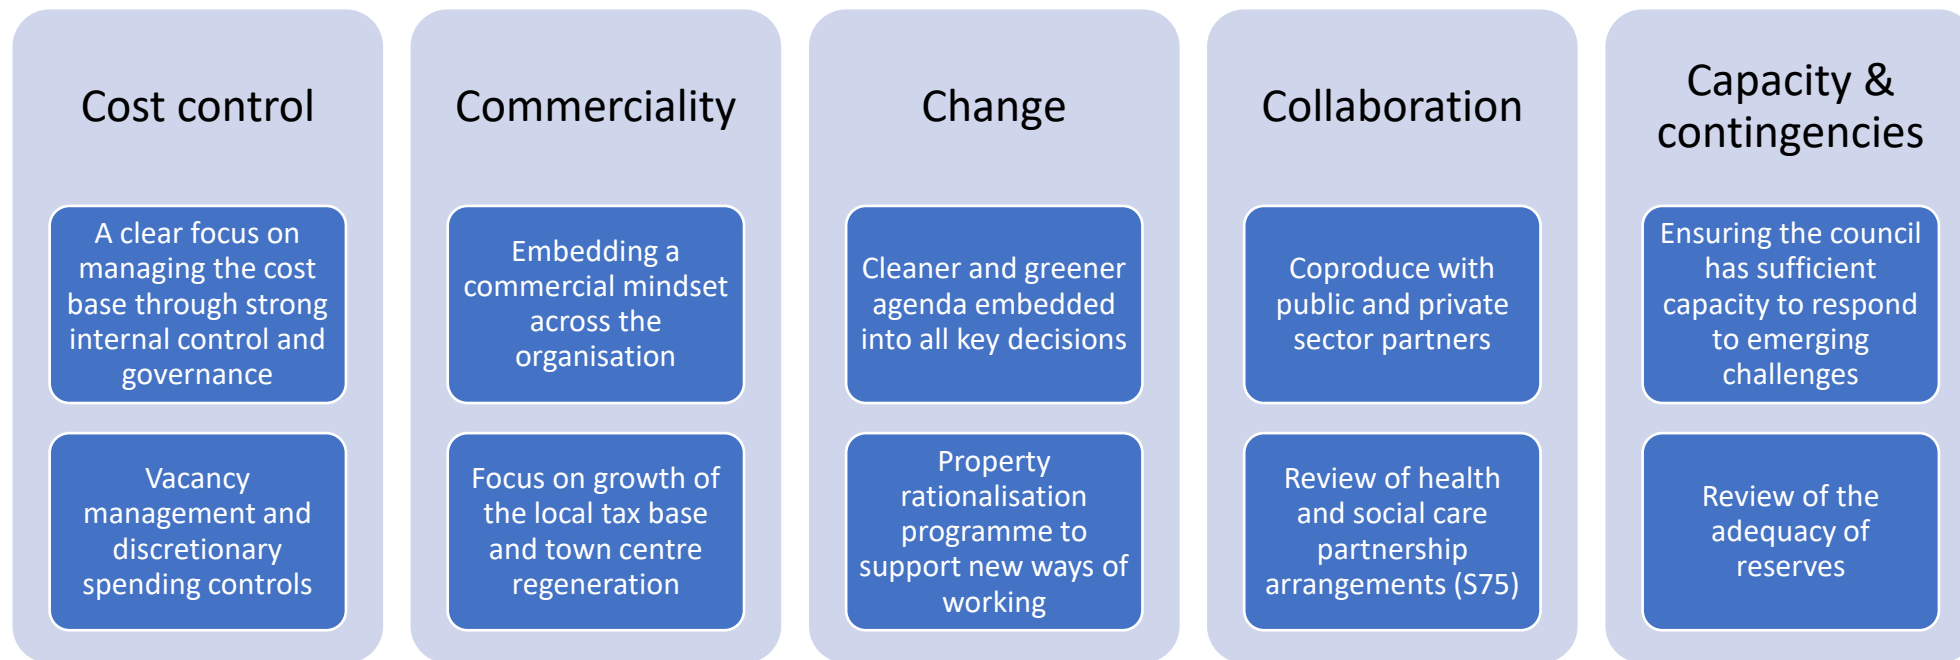 Cost control
A clear focus on
managing the cost
base through strong
internal control and
governance
Vacancy
management and
discretionary
spending controls
Commerciality
Embedding a
commercial mindset
across the
organisation
Focus on growth of
the local tax base
and town centre
regeneration
Change
Cleaner and greener
agenda embedded
into all key decisions
Property
rationalisation
programme to
support new ways of
working
Collaboration
Coproduce with
public and private
sector partners
Review of health
and social care
partnership
arrangements (S75)
Capacity &
contingencies
Ensuring the council
has sufficient
capacity to respond
to emerging
challenges
Review of the
adequacy of
reserves